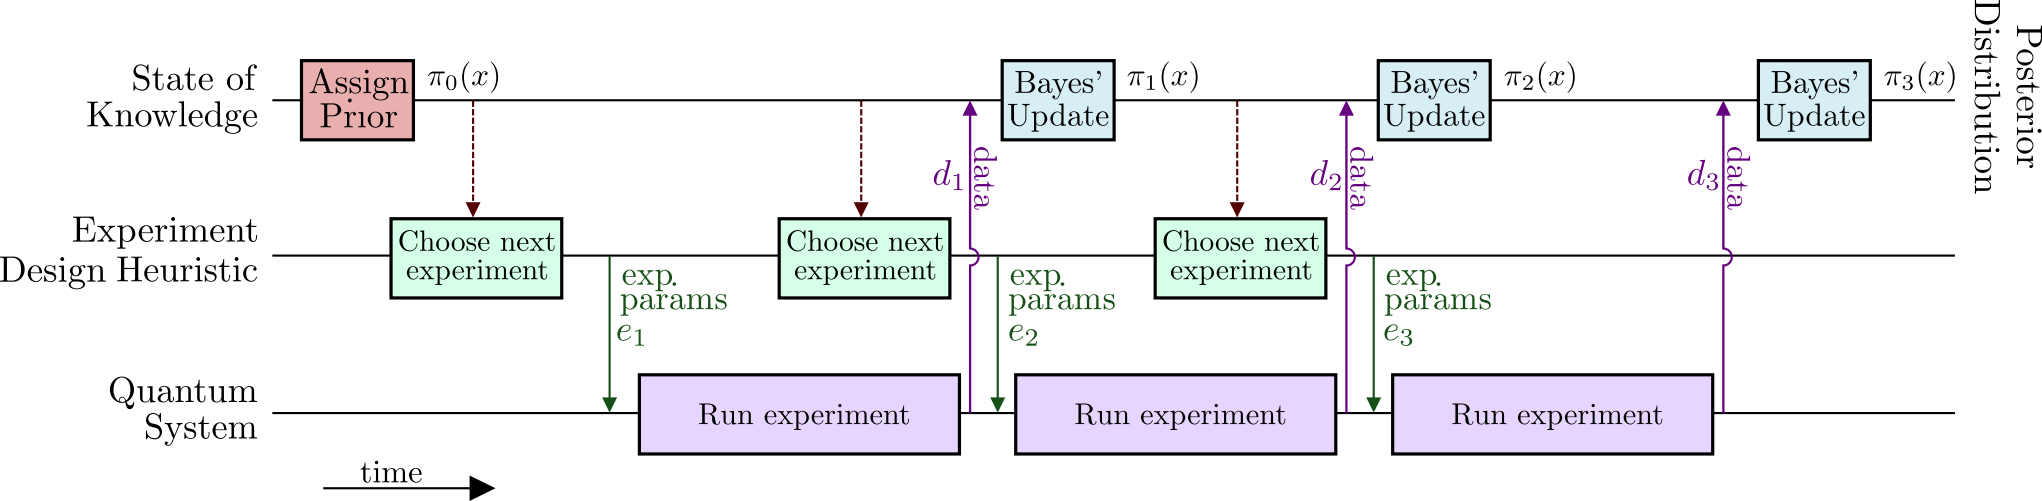 State of
Knowledge
Assign
Prior
π₀(x)
Bayes'
Update
π₁(x)
Bayes'
Update
π₂(x)
Bayes'
Update
π₃(x)
Posterior
Distribution
d₁
data
d₂
data
d₃
data
Experiment
Design Heuristic
Choose next
experiment
Choose next
experiment
Choose next
experiment
exp.
params
e₁
exp.
params
e₂
exp.
params
e₃
Quantum
System
Run experiment
Run experiment
Run experiment
time